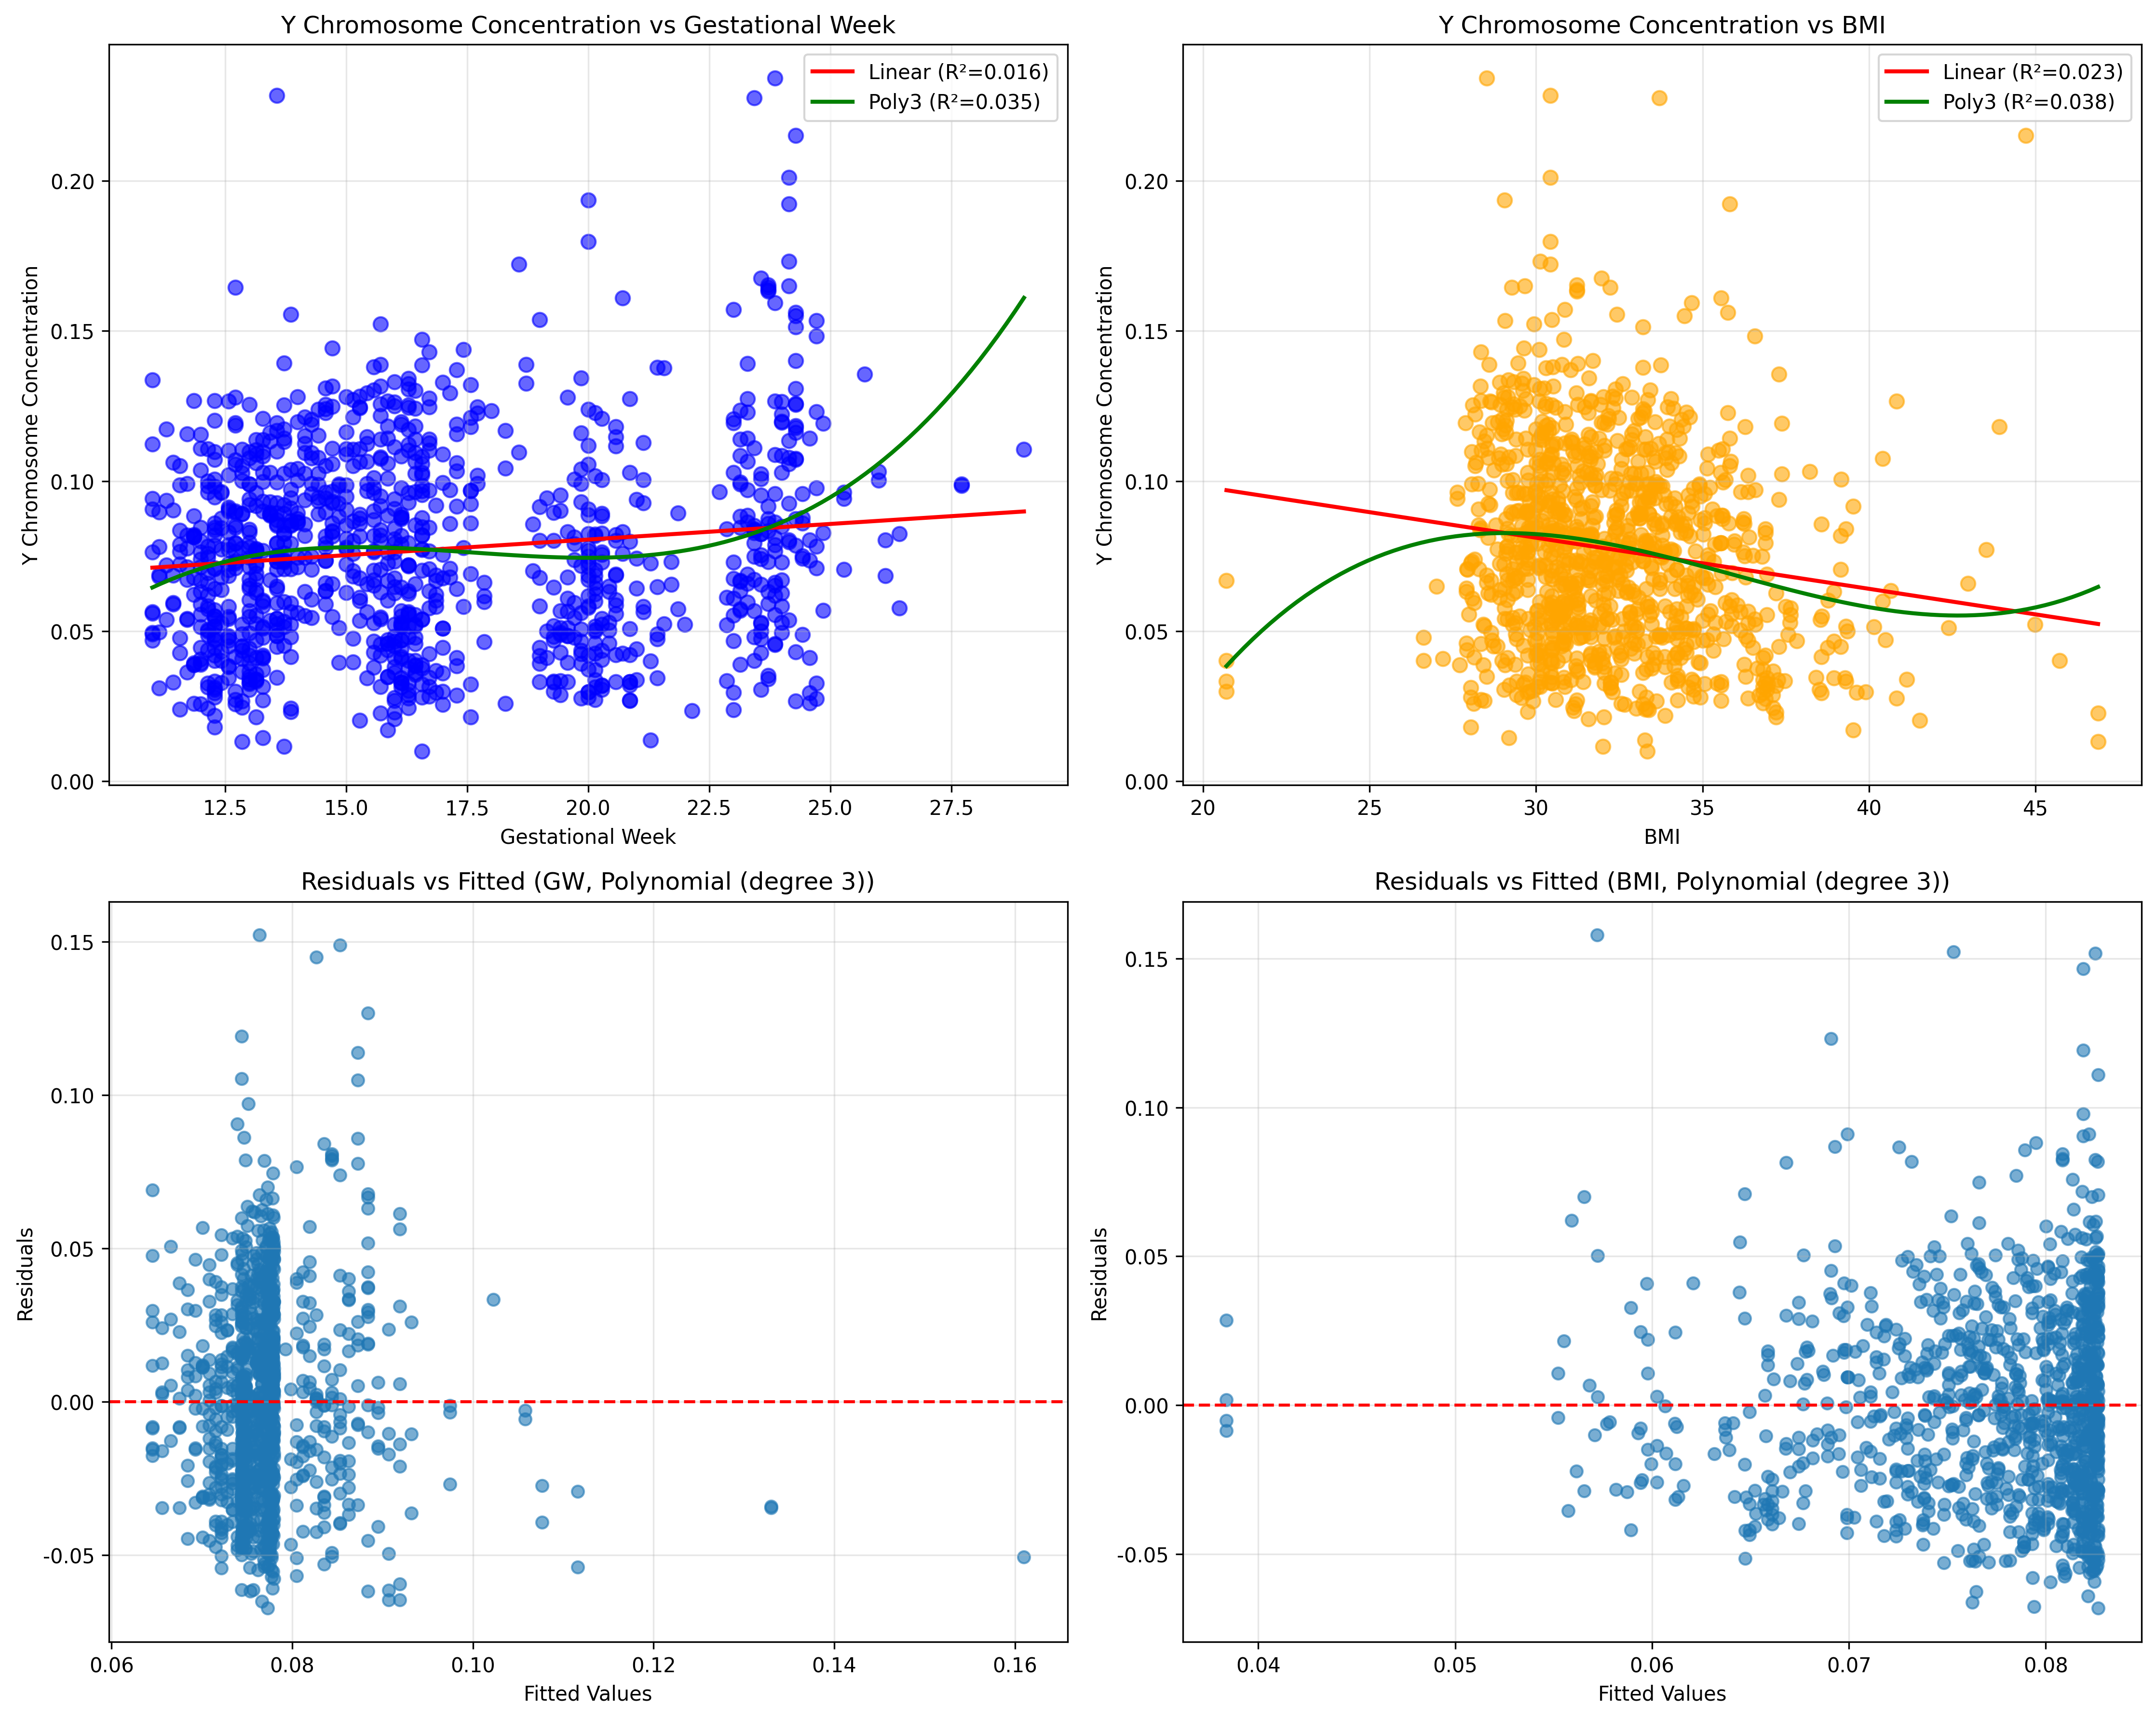 Y Chromosome Concentration vs Gestational Week
Linear (R²=0.016)
Poly3 (R²=0.035)
Y Chromosome Concentration
0.20
0.15
0.10
0.05
0.00
12.5 15.0 17.5 20.0 22.5 25.0 27.5
Gestational Week
Y Chromosome Concentration vs BMI
Linear (R²=0.023)
Poly3 (R²=0.038)
Y Chromosome Concentration
0.20
0.15
0.10
0.05
0.00
20 25 30 35 40 45
BMI
Residuals vs Fitted (GW, Polynomial (degree 3))
Residuals
0.15
0.10
0.05
0.00
-0.05
0.06 0.08 0.10 0.12 0.14 0.16
Fitted Values
Residuals vs Fitted (BMI, Polynomial (degree 3))
Residuals
0.15
0.10
0.05
0.00
-0.05
0.04 0.05 0.06 0.07 0.08
Fitted Values